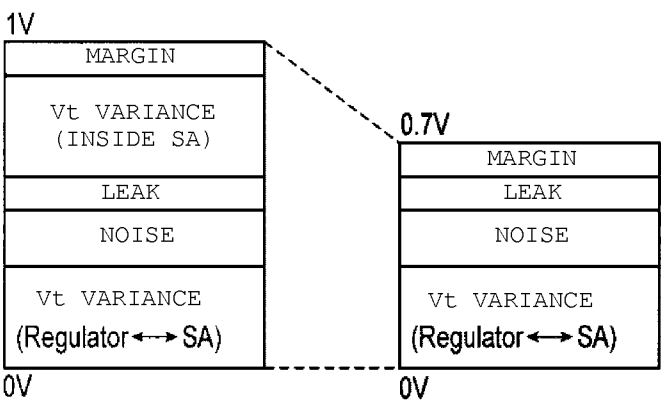 1V
MARGIN
Vt VARIANCE
(INSIDE SA)
LEAK
NOISE
Vt VARIANCE
(Regulator⟷SA)
0V
0.7V
MARGIN
LEAK
NOISE
Vt VARIANCE
(Regulator⟷SA)
0V